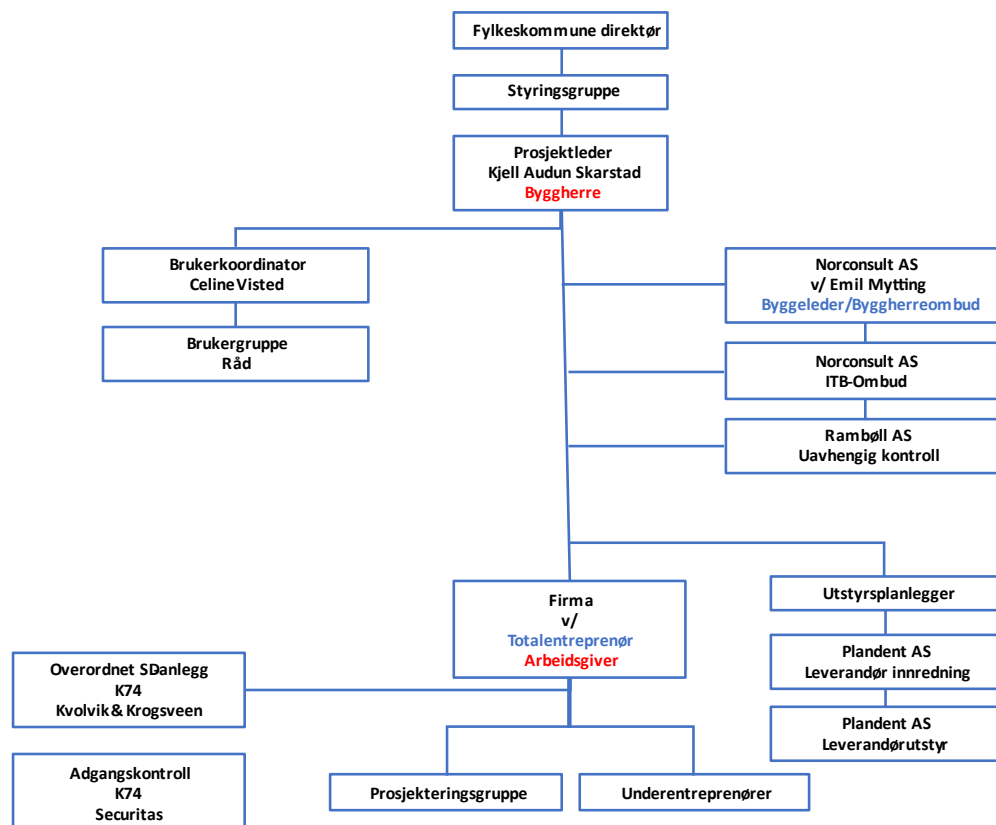 Fylkeskommune direktør
Styringsgruppe
Prosjektleder
Kjell Audun Skarstad
Byggherre
Brukerkoordinator
Celine Visted
Brukergruppe
Råd
Norconsult AS
v/ Emil Mytting
Byggeleder/Byggherreombud
Norconsult AS
ITB-Ombud
Rambøll AS
Uavhengig kontroll
Firma
v/
Totalentreprenør
Arbeidsgiver
Utstyrsplanlegger
Plandent AS
Leverandør innredning
Plandent AS
Leverandørutstyr
Overordnet SDanlegg
K74
Kvolvik & Krogsveen
Adgangskontroll
K74
Securitas
Prosjekteringsgruppe
Underentreprenører